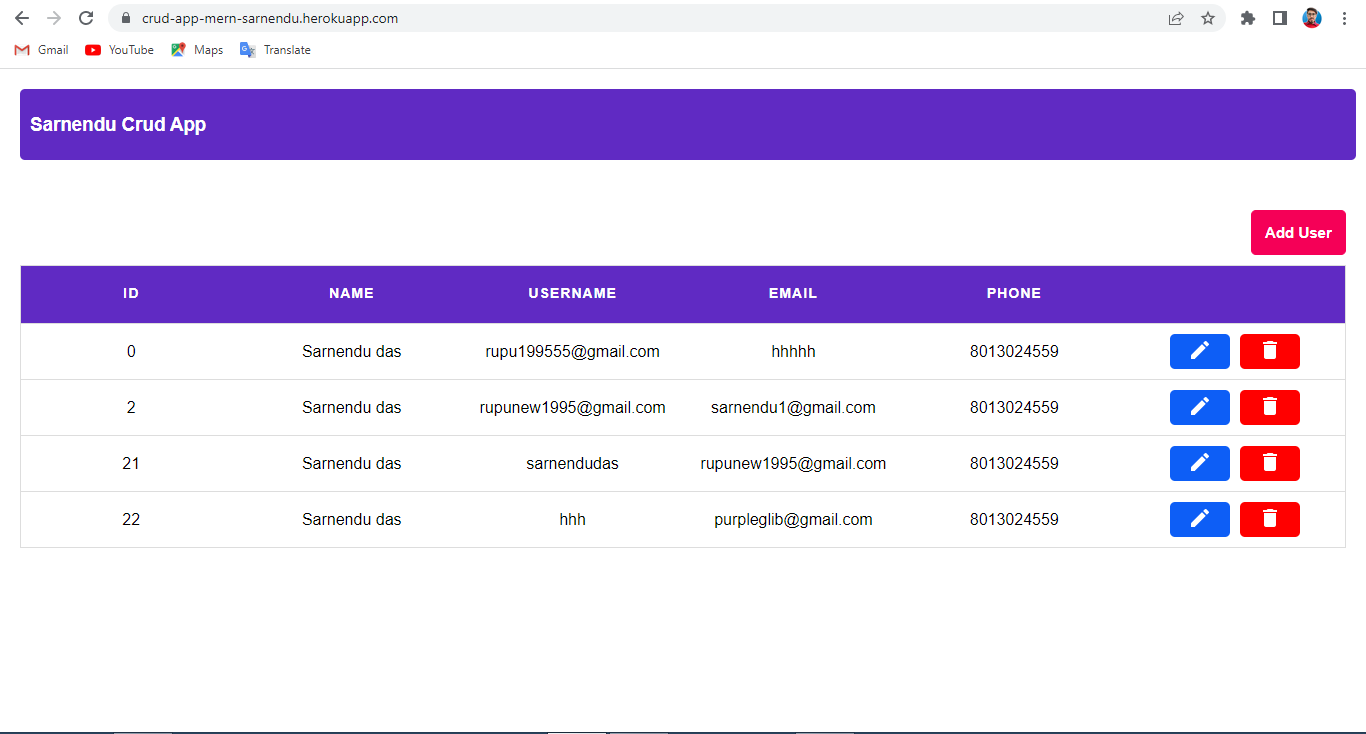 crud-app-mern-sarnendu.herokuapp.com
Gmail YouTube Maps Translate
Sarnendu Crud App
Add User
ID NAME USERNAME EMAIL PHONE
0 Sarnendu das rupu199555@gmail.com hhhhh 8013024559
2 Sarnendu das rupunew1995@gmail.com sarnendu1@gmail.com 8013024559
21 Sarnendu das sarnendudas rupunew1995@gmail.com 8013024559
22 Sarnendu das hhh purpleglib@gmail.com 8013024559